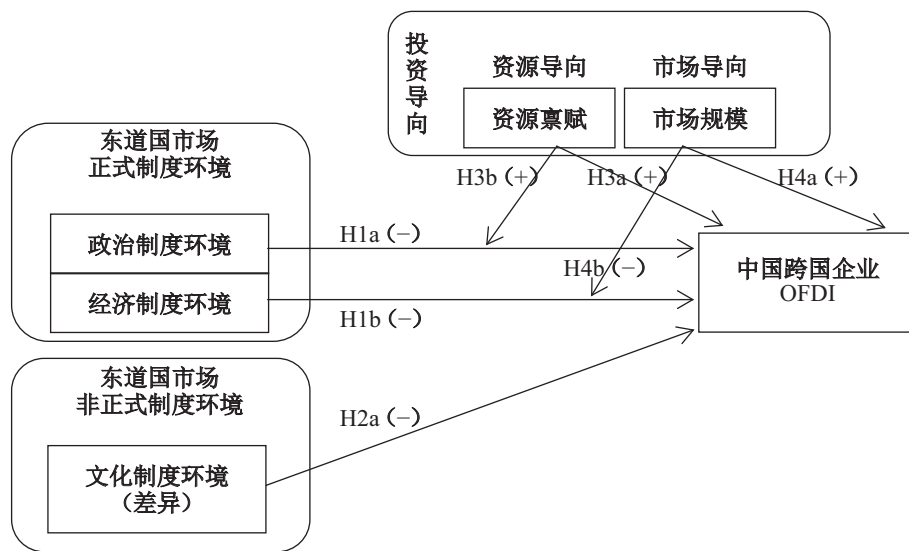 投资导向
资源导向
市场导向
资源禀赋
市场规模
东道国市场
正式制度环境
H3b（+）
H3a（+）
H4a（+）
政治制度环境
H1a（−）
H4b（−）
中国跨国企业
OFDI
经济制度环境
H1b（−）
东道国市场
非正式制度环境
H2a（−）
文化制度环境
（差异）